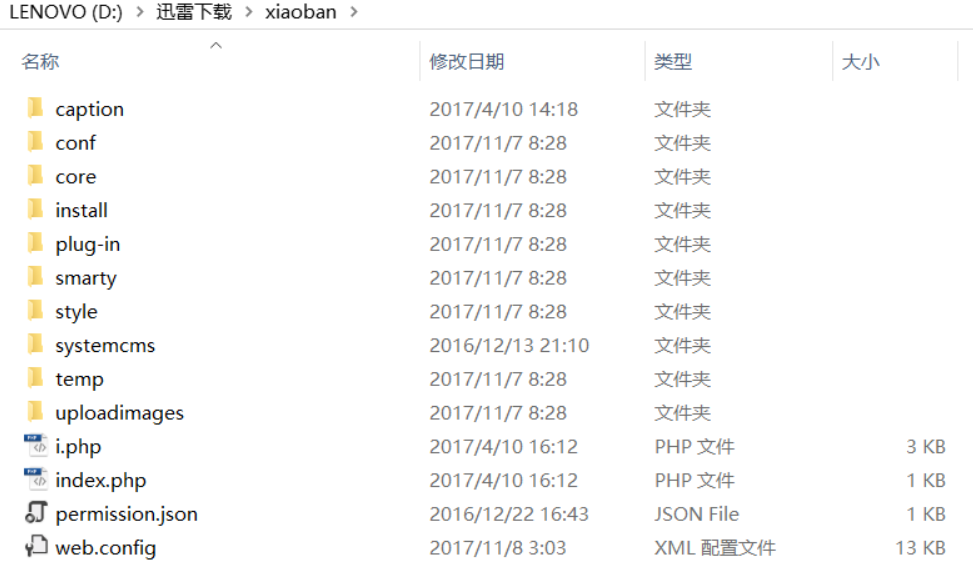 LENOVO (D:) > 迅雷下载 > xiaoban >
名称 修改日期 类型 大小
caption 2017/4/10 14:18 文件夹
conf 2017/11/7 8:28 文件夹
core 2017/11/7 8:28 文件夹
install 2017/11/7 8:28 文件夹
plug-in 2017/11/7 8:28 文件夹
smarty 2017/11/7 8:28 文件夹
style 2017/11/7 8:28 文件夹
systemcms 2016/12/13 21:10 文件夹
temp 2017/11/7 8:28 文件夹
uploadimages 2017/11/7 8:28 文件夹
i.php 2017/4/10 16:12 PHP 文件 3 KB
index.php 2017/4/10 16:12 PHP 文件 1 KB
permission.json 2016/12/22 16:43 JSON File 1 KB
web.config 2017/11/8 3:03 XML 配置文件 13 KB